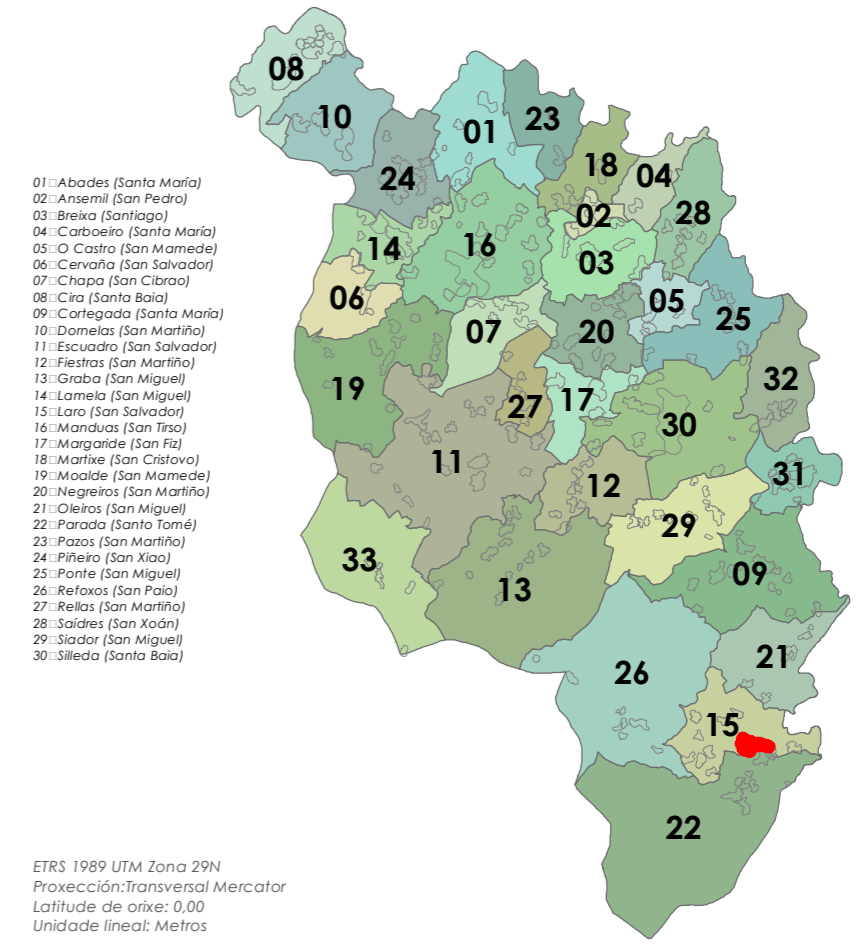 08
10
01
23
24
18
04
02
28
01□Abades (Santa María)
02□Ansemil (San Pedro)
03□Breixa (Santiago)
04□Carboeiro (Santa María)
05□O Castro (San Mamede)
06□Cervaña (San Salvador)
07□Chapa (San Cibrao)
08□Cira (Santa Baia)
09□Cortegada (Santa María)
10□Dornelas (San Martiño)
11□Escuadro (San Salvador)
12□Fiestras (San Martiño)
13□Graba (San Miguel)
14□Lamela (San Miguel)
15□Laro (San Salvador)
16□Manduas (San Tirso)
17□Margaride (San Fiz)
18□Martixe (San Cristovo)
19□Moalde (San Mamede)
20□Negreiros (San Martiño)
21□Oleiros (San Miguel)
22□Parada (Santo Tomé)
23□Pazos (San Martiño)
24□Piñeiro (San Xiao)
25□Ponte (San Miguel)
26□Refoxos (San Paio)
27□Rellas (San Martiño)
28□Saídres (San Xoán)
29□Siador (San Miguel)
30□Silleda (Santa Baia)
14
16
03
06
05
07
20
25
19
32
27
17
30
11
12
31
29
33
13
09
26
21
15
22
ETRS 1989 UTM Zona 29N
Proxección:Transversal Mercator
Latitude de orixe: 0,00
Unidade lineal: Metros